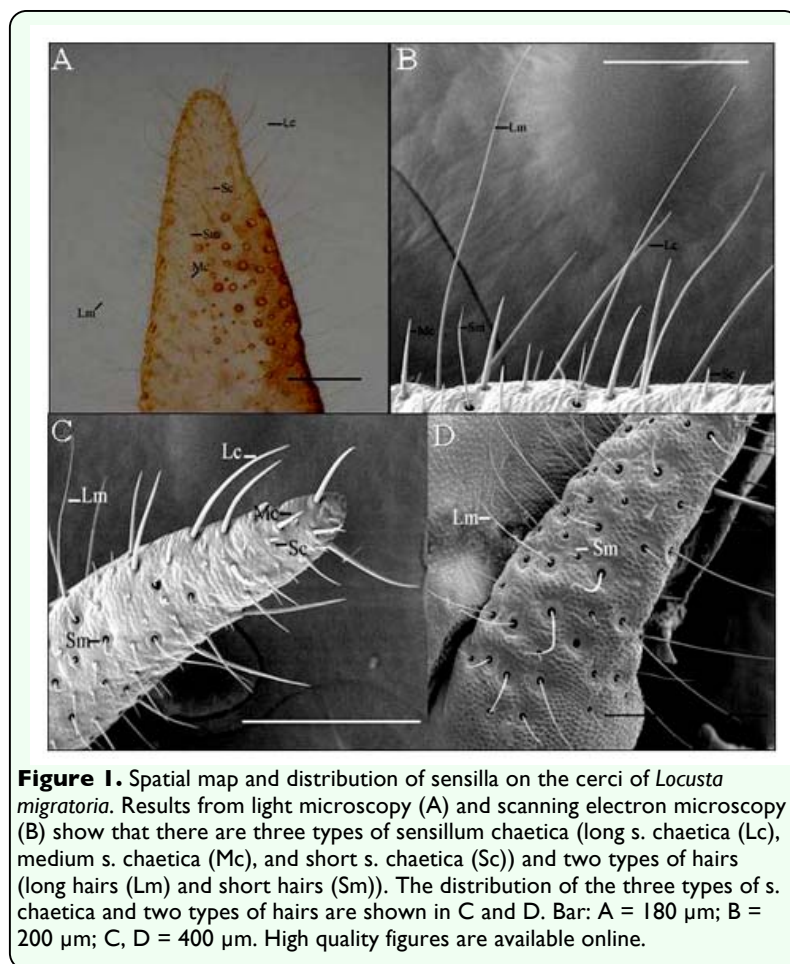 A
Lc
Sc
Sm
Mc
Lm
B
Lm
Lc
Mc
Sm
Sc
C
Lc
Lm
Mc
Sc
Sm
D
Lm
Sm
Figure 1. Spatial map and distribution of sensilla on the cerci of Locusta
migratoria. Results from light microscopy (A) and scanning electron microscopy
(B) show that there are three types of sensillum chaetica (long s. chaetica (Lc),
medium s. chaetica (Mc), and short s. chaetica (Sc)) and two types of hairs
(long hairs (Lm) and short hairs (Sm)). The distribution of the three types of s.
chaetica and two types of hairs are shown in C and D. Bar: A = 180 µm; B =
200 µm; C, D = 400 µm. High quality figures are available online.